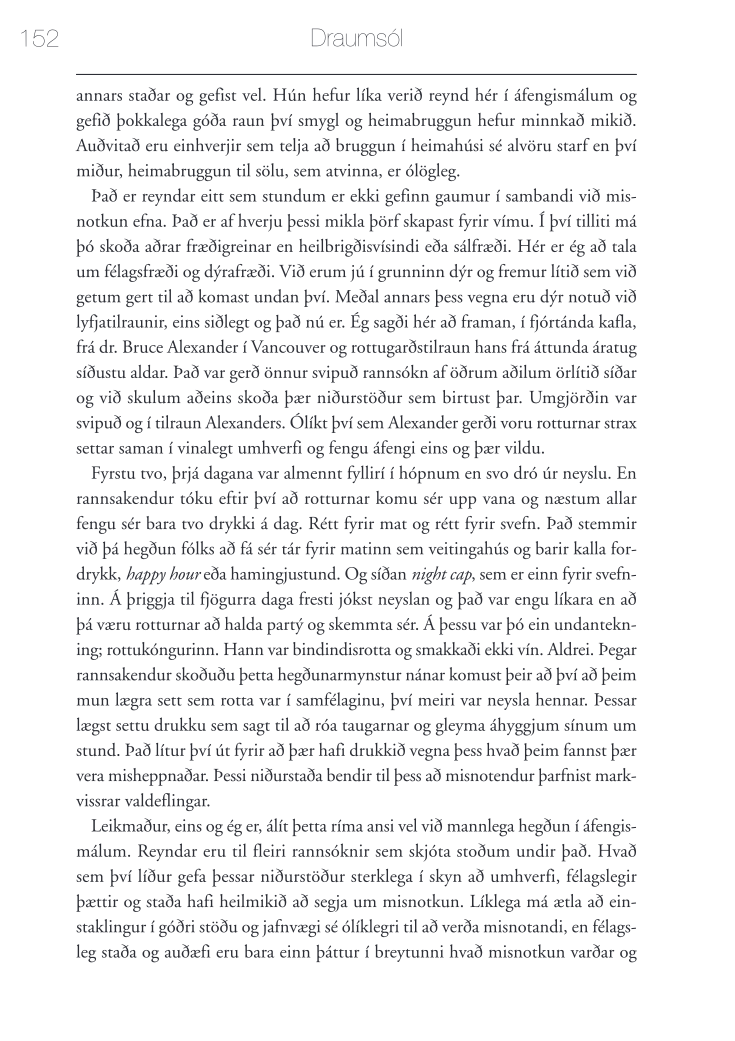 152
Draumsól
annars staðar og gefist vel. Hún hefur líka verið reynd hér í áfengismálum og
gefið þokkalega góða raun því smygl og heimabruggun hefur minnkað mikið.
Auðvitað eru einhverjir sem telja að bruggun í heimahúsi sé alvöru starf en því
miður, heimabruggun til sölu, sem atvinna, er ólögleg.
Það er reyndar eitt sem stundum er ekki gefinn gaumur í sambandi við mis-
notkun efna. Það er af hverju þessi mikla þörf skapast fyrir vímu. Í því tilliti má
þó skoða aðrar fræðigreinar en heilbrigðisvísindi eða sálfræði. Hér er ég að tala
um félagsfræði og dýrafræði. Við erum jú í grunninn dýr og fremur lítið sem við
getum gert til að komast undan því. Meðal annars þess vegna eru dýr notuð við
lyfjatilraunir, eins siðlegt og það nú er. Ég sagði hér að framan, í fjórtánda kafla,
frá dr. Bruce Alexander í Vancouver og rottugarðstilraun hans frá áttunda áratug
síðustu aldar. Það var gerð önnur svipuð rannsókn af öðrum aðilum örlítið síðar
og við skulum aðeins skoða þær niðurstöður sem birtust þar. Umgjörðin var
svipuð og í tilraun Alexanders. Ólíkt því sem Alexander gerði voru rotturnar strax
settar saman í vinalegt umhverfi og fengu áfengi eins og þær vildu.
Fyrstu tvo, þrjá dagana var almennt fyllirí í hópnum en svo dró úr neyslu. En
rannsakendur tóku eftir því að rotturnar komu sér upp vana og næstum allar
fengu sér bara tvo drykki á dag. Rétt fyrir mat og rétt fyrir svefn. Það stemmir
við þá hegðun fólks að fá sér tár fyrir matinn sem veitingahús og barir kalla for-
drykk, happy hour eða hamingjustund. Og síðan night cap, sem er einn fyrir svefn-
inn. Á þriggja til fjögurra daga fresti jókst neyslan og það var engu líkara en að
þá væru rotturnar að halda partý og skemmta sér. Á þessu var þó ein undantekn-
ing; rottukóngurinn. Hann var bindindisrotta og smakkaði ekki vín. Aldrei. Þegar
rannsakendur skoðuðu þetta hegðunarmynstur nánar komust þeir að því að þeim
mun lægra sett sem rotta var í samfélaginu, því meiri var neysla hennar. Þessar
lægst settu drukku sem sagt til að róa taugarnar og gleyma áhyggjum sínum um
stund. Það lítur því út fyrir að þær hafi drukkið vegna þess hvað þeim fannst þær
vera misheppnaðar. Þessi niðurstaða bendir til þess að misnotendur þarfnist mark-
vissrar valdeflingar.
Leikmaður, eins og ég er, álít þetta ríma ansi vel við mannlega hegðun í áfengis-
málum. Reyndar eru til fleiri rannsóknir sem skjóta stoðum undir það. Hvað
sem því líður gefa þessar niðurstöður sterklega í skyn að umhverfi, félagslegir
þættir og staða hafi heilmikið að segja um misnotkun. Líklega má ætla að ein-
staklingur í góðri stöðu og jafnvægi sé ólíklegri til að verða misnotandi, en félags-
leg staða og auðæfi eru bara einn þáttur í breytunni hvað misnotkun varðar og